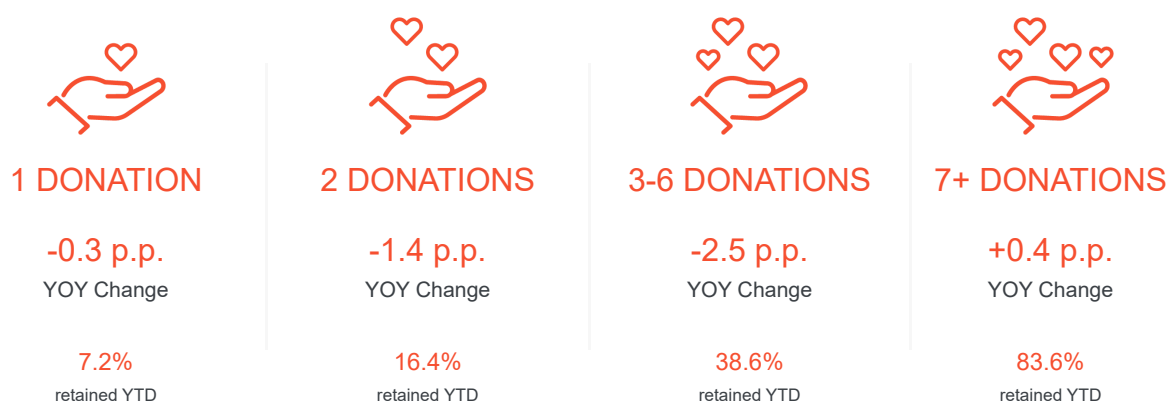 1 DONATION
-0.3 p.p.
YOY Change
7.2%
retained YTD
2 DONATIONS
-1.4 p.p.
YOY Change
16.4%
retained YTD
3-6 DONATIONS
-2.5 p.p.
YOY Change
38.6%
retained YTD
7+ DONATIONS
+0.4 p.p.
YOY Change
83.6%
retained YTD